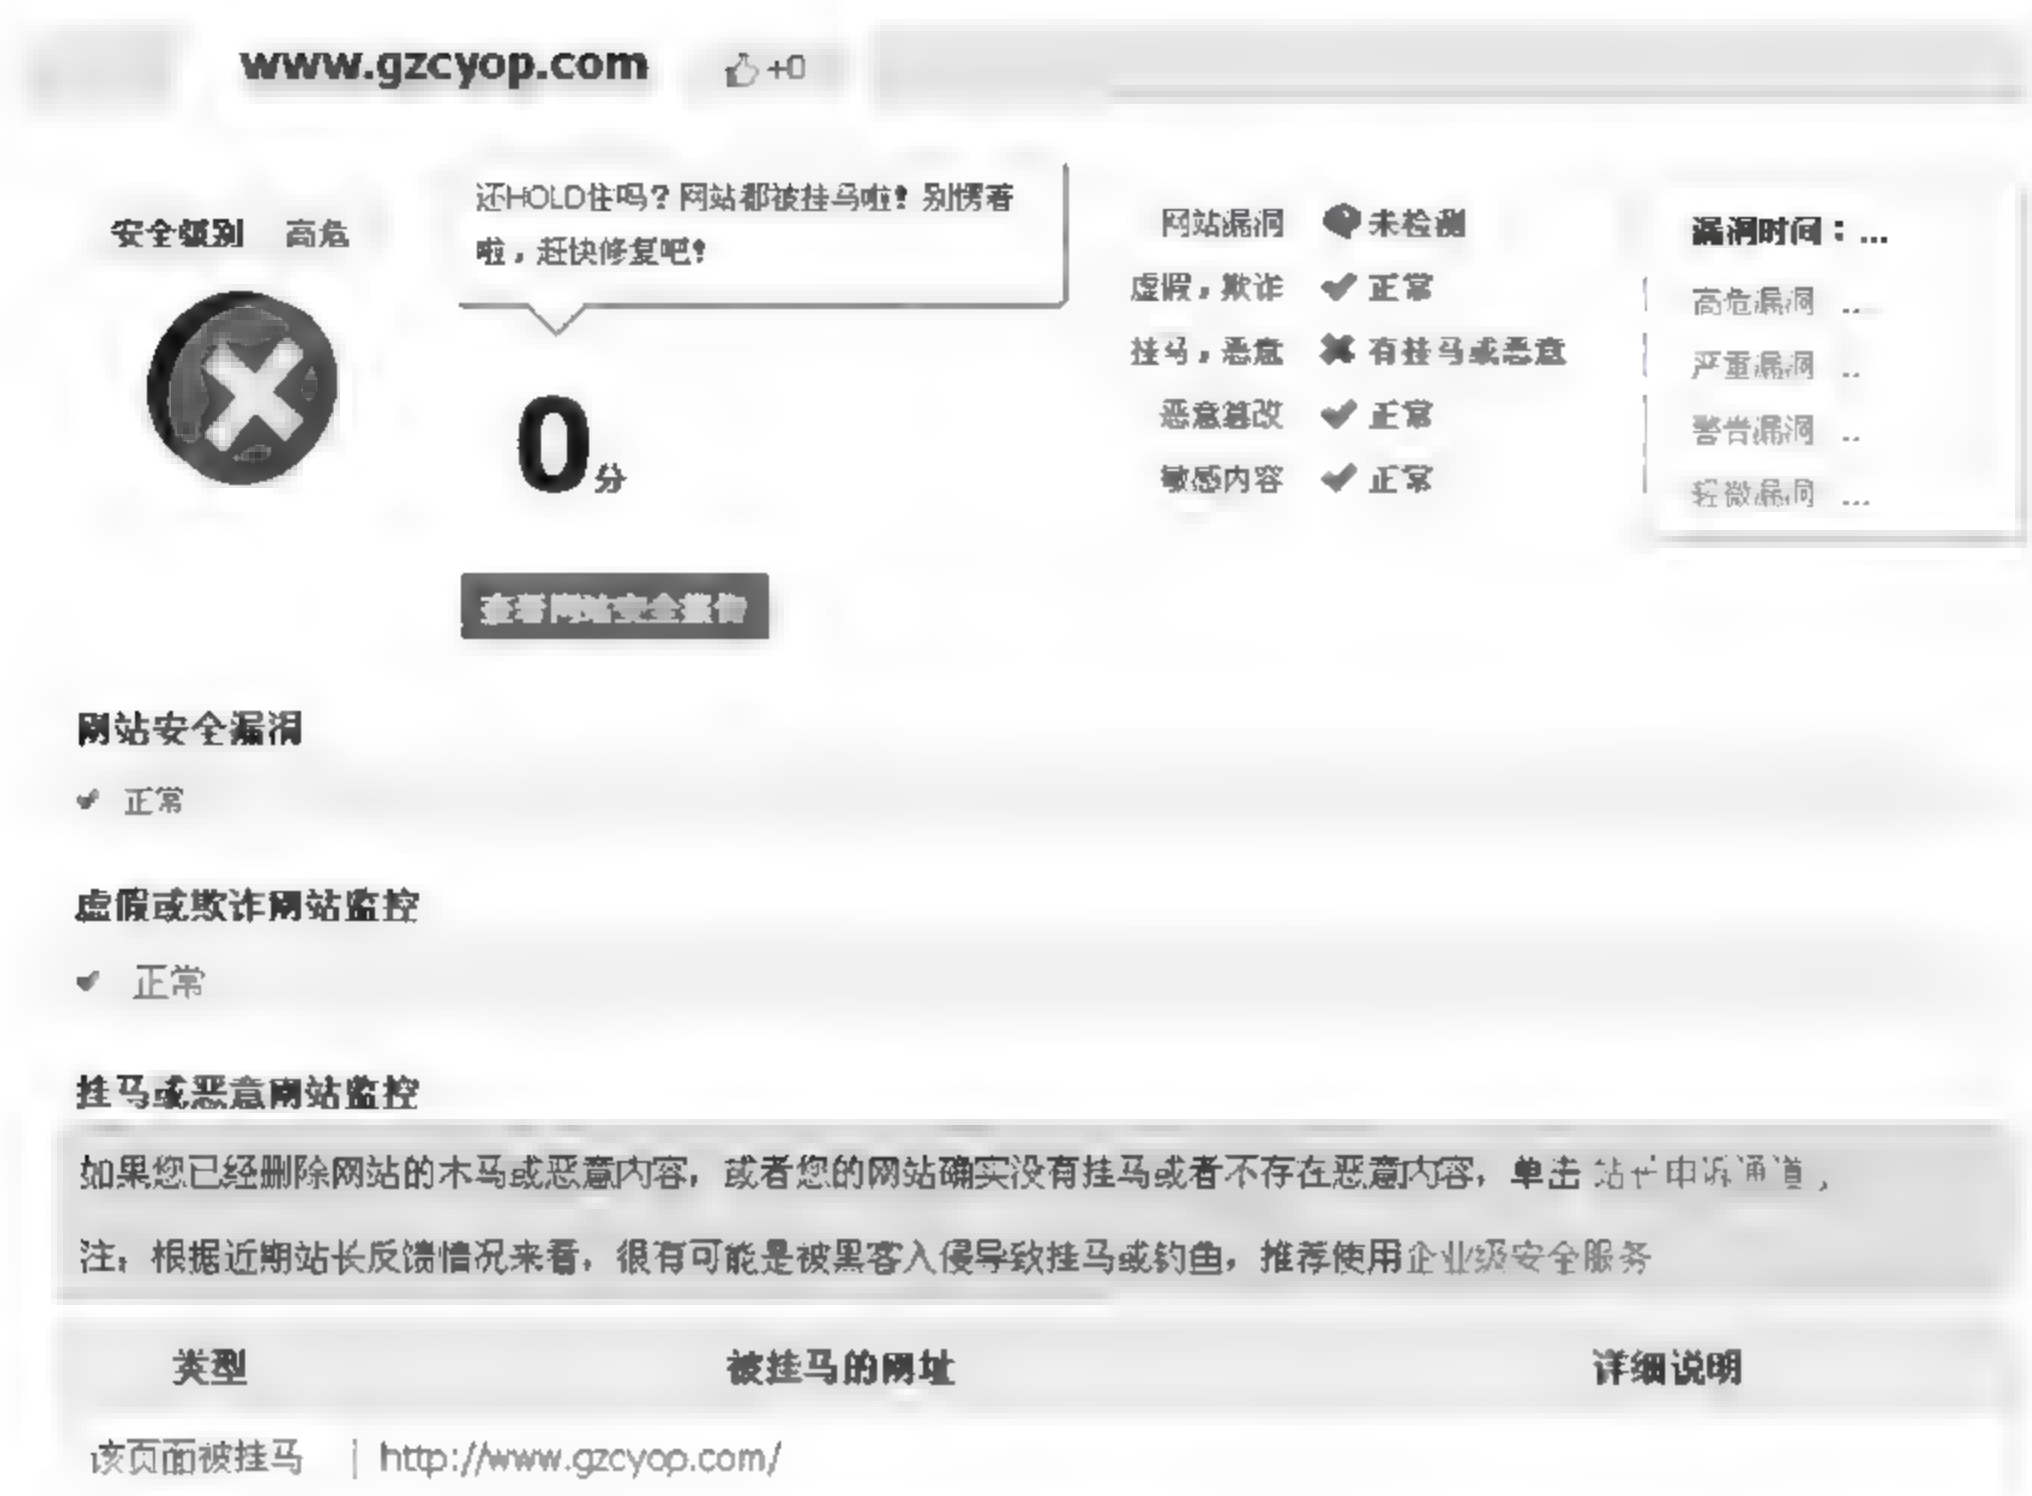 www.gzcyop.com +0
还HOLD住吗？网站都被挂马啦！别愣着
啦，赶快修复吧！
安全级别 高危
0分
查看网站安全报告
网站漏洞 未检测
虚假，欺诈 正常
挂马，恶意 有挂马或恶意
恶意篡改 正常
敏感内容 正常
漏洞时间：...
高危漏洞 ..
严重漏洞 ..
警告漏洞 ..
轻微漏洞 ...
网站安全漏洞
正常
虚假或欺诈网站监控
正常
挂马或恶意网站监控
如果您已经删除网站的木马或恶意内容，或者您的网站确实没有挂马或者不存在恶意内容，单击 站长申诉通道，
注，根据近期站长反馈情况来看，很有可能是被黑客入侵导致挂马或钓鱼，推荐使用企业级安全服务
类型 被挂马的网址 详细说明
该页面被挂马 | http://www.gzcyop.com/